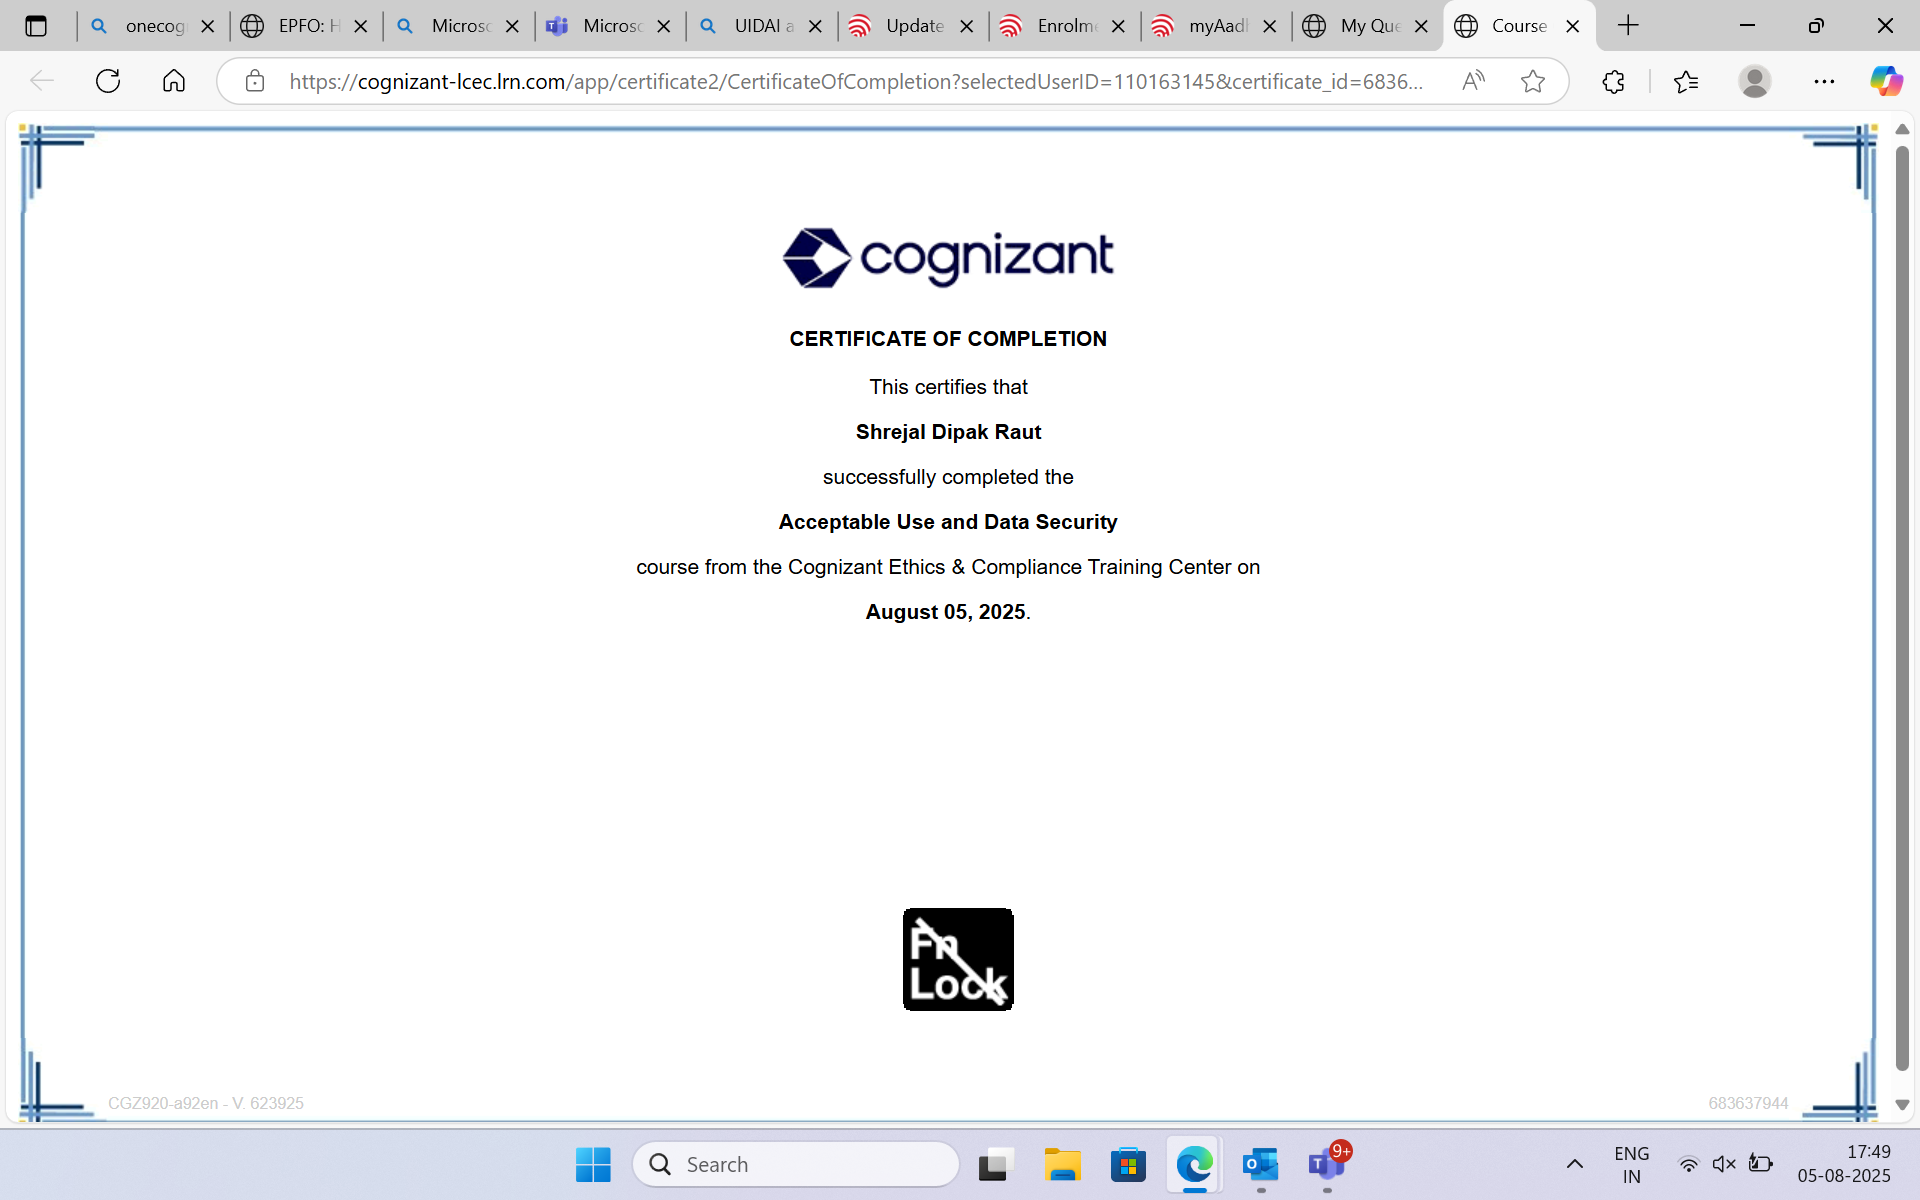 onecog
EPFO: H
Microsc
Microsc
UIDAI a
Update
Enrolme
myAadh
My Que
Course
https://cognizant-lcec.lrn.com/app/certificate2/CertificateOfCompletion?selectedUserID=110163145&certificate_id=6836...
cognizant
CERTIFICATE OF COMPLETION
This certifies that
Shrejal Dipak Raut
successfully completed the
Acceptable Use and Data Security
course from the Cognizant Ethics & Compliance Training Center on
August 05, 2025.
Fn
Lock
CGZ920-a92en - V. 623925
683637944
Search
9+
ENG
IN
17:49
05-08-2025